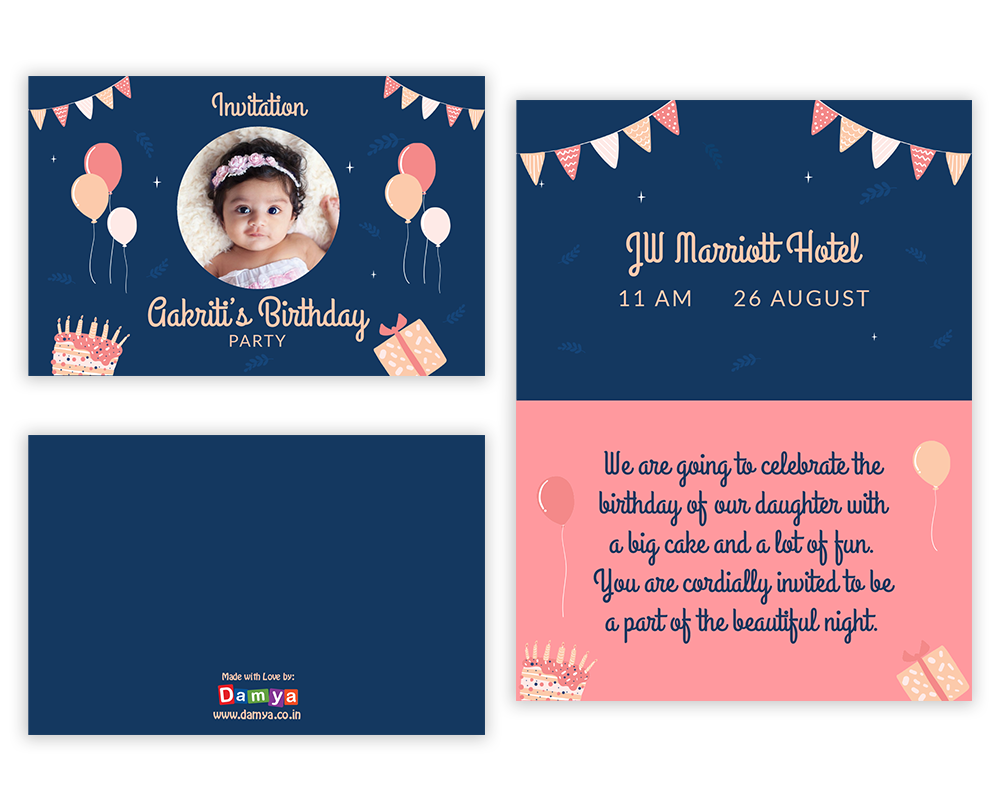 Invitation
Aakriti's Birthday
PARTY
Made with Love by:
Damya
www.damya.co.in
JW Marriott Hotel
11 AM 26 AUGUST
We are going to celebrate the
birthday of our daughter with
a big cake and a lot of fun.
You are cordially invited to be
a part of the beautiful night.